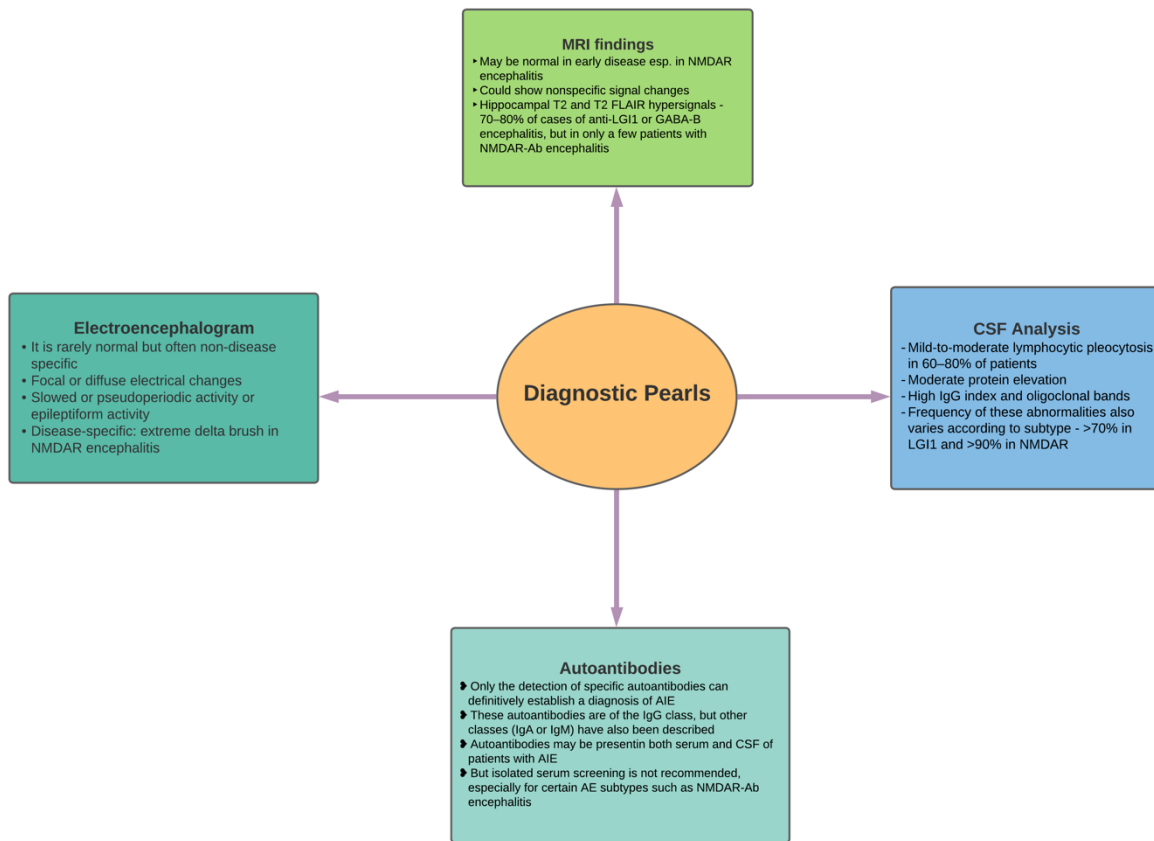 MRI findings
‣ May be normal in early disease esp. in NMDAR
encephalitis
‣ Could show nonspecific signal changes
‣ Hippocampal T2 and T2 FLAIR hypersignals -
70–80% of cases of anti-LGI1 or GABA-B
encephalitis, but in only a few patients with
NMDAR-Ab encephalitis
Electroencephalogram
• It is rarely normal but often non-disease
specific
• Focal or diffuse electrical changes
• Slowed or pseudoperiodic activity or
epileptiform activity
• Disease-specific: extreme delta brush in
NMDAR encephalitis
Diagnostic Pearls
CSF Analysis
- Mild-to-moderate lymphocytic pleocytosis
in 60–80% of patients
- Moderate protein elevation
- High IgG index and oligoclonal bands
- Frequency of these abnormalities also
varies according to subtype - >70% in
LGI1 and >90% in NMDAR
Autoantibodies
❥ Only the detection of specific autoantibodies can
definitively establish a diagnosis of AIE
❥ These autoantibodies are of the IgG class, but other
classes (IgA or IgM) have also been described
❥ Autoantibodies may be presentin both serum and CSF of
patients with AIE
❥ But isolated serum screening is not recommended,
especially for certain AE subtypes such as NMDAR-Ab
encephalitis